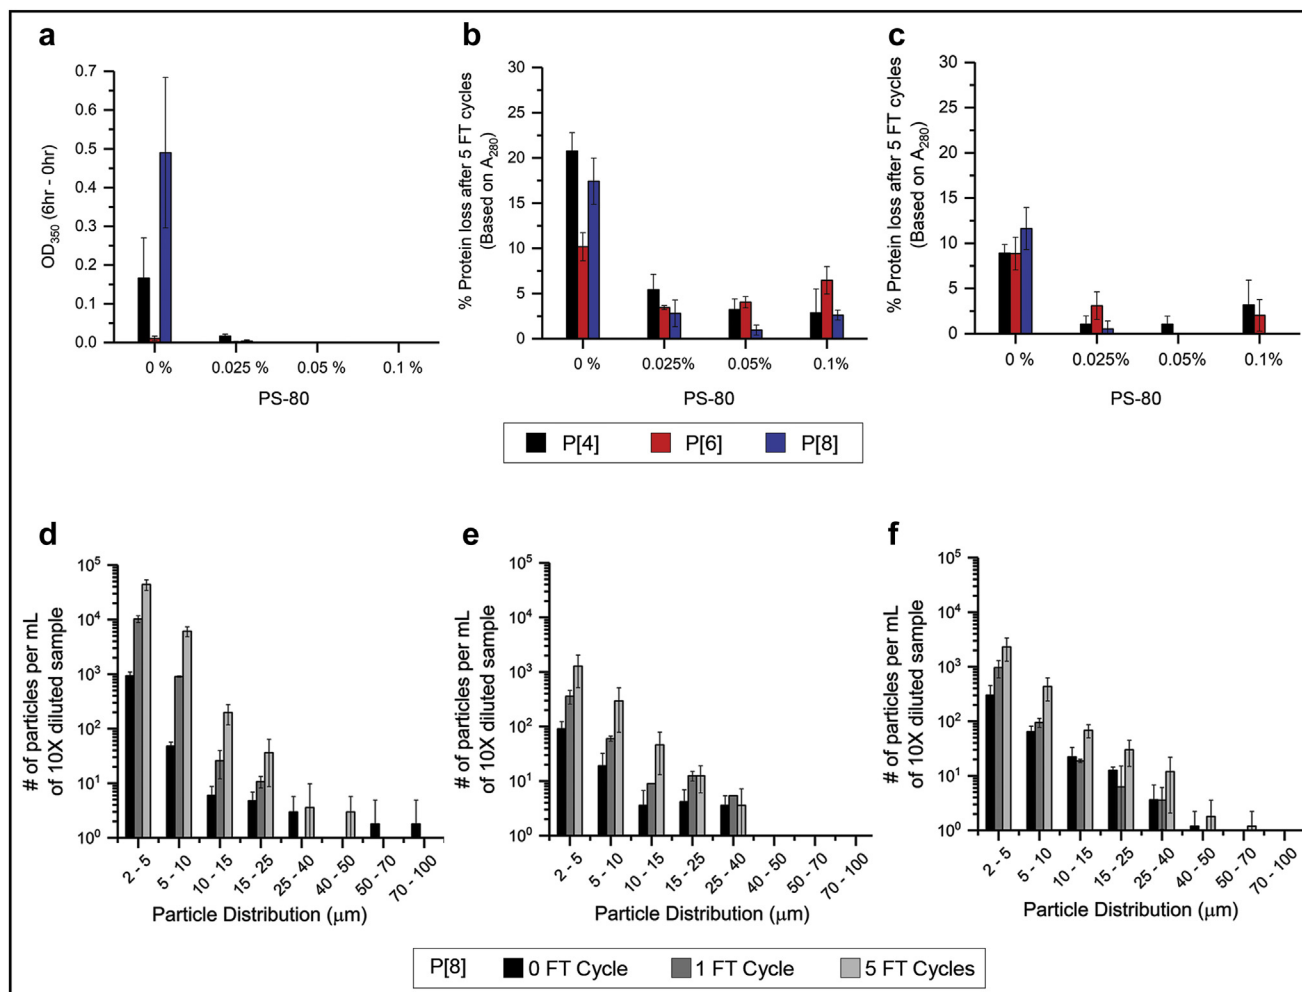 a
0.7
0.6
0.5
0.4
0.3
0.2
0.1
0.0
OD350 (6hr - 0hr)
0 %
0.025 %
0.05 %
0.1 %
PS-80
b
30
25
20
15
10
5
0
% Protein loss after 5 FT cycles
(Based on A280)
0 %
0.025%
0.05%
0.1%
PS-80
c
30
25
20
15
10
5
0
% Protein loss after 5 FT cycles
(Based on A280)
0 %
0.025%
0.05%
0.1%
PS-80
P[4]
P[6]
P[8]
d
10^5
10^4
10^3
10^2
10^1
10^0
# of particles per mL
of 10X diluted sample
2 - 5
5 - 10
10 - 15
15 - 25
25 - 40
40 - 50
50 - 70
70 - 100
Particle Distribution (μm)
e
10^5
10^4
10^3
10^2
10^1
10^0
# of particles per mL
of 10X diluted sample
2 - 5
5 - 10
10 - 15
15 - 25
25 - 40
40 - 50
50 - 70
70 - 100
Particle Distribution (μm)
f
10^5
10^4
10^3
10^2
10^1
10^0
# of particles per mL
of 10X diluted sample
2 - 5
5 - 10
10 - 15
15 - 25
25 - 40
40 - 50
50 - 70
70 - 100
Particle Distribution (μm)
P[8]
0 FT Cycle
1 FT Cycle
5 FT Cycles